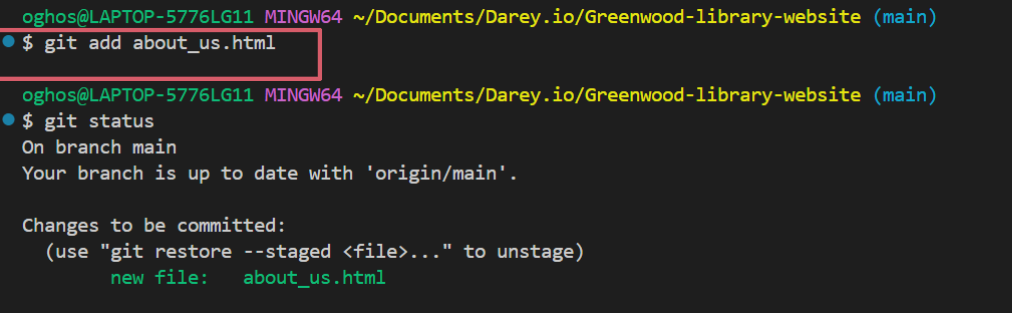 oghos@LAPTOP-5776LG11 MINGW64 ~/Documents/Darey.io/Greenwood-library-website (main)
$ git add about_us.html
oghos@LAPTOP-5776LG11 MINGW64 ~/Documents/Darey.io/Greenwood-library-website (main)
$ git status
On branch main
Your branch is up to date with 'origin/main'.
Changes to be committed:
  (use "git restore --staged <file>..." to unstage)
        new file:   about_us.html